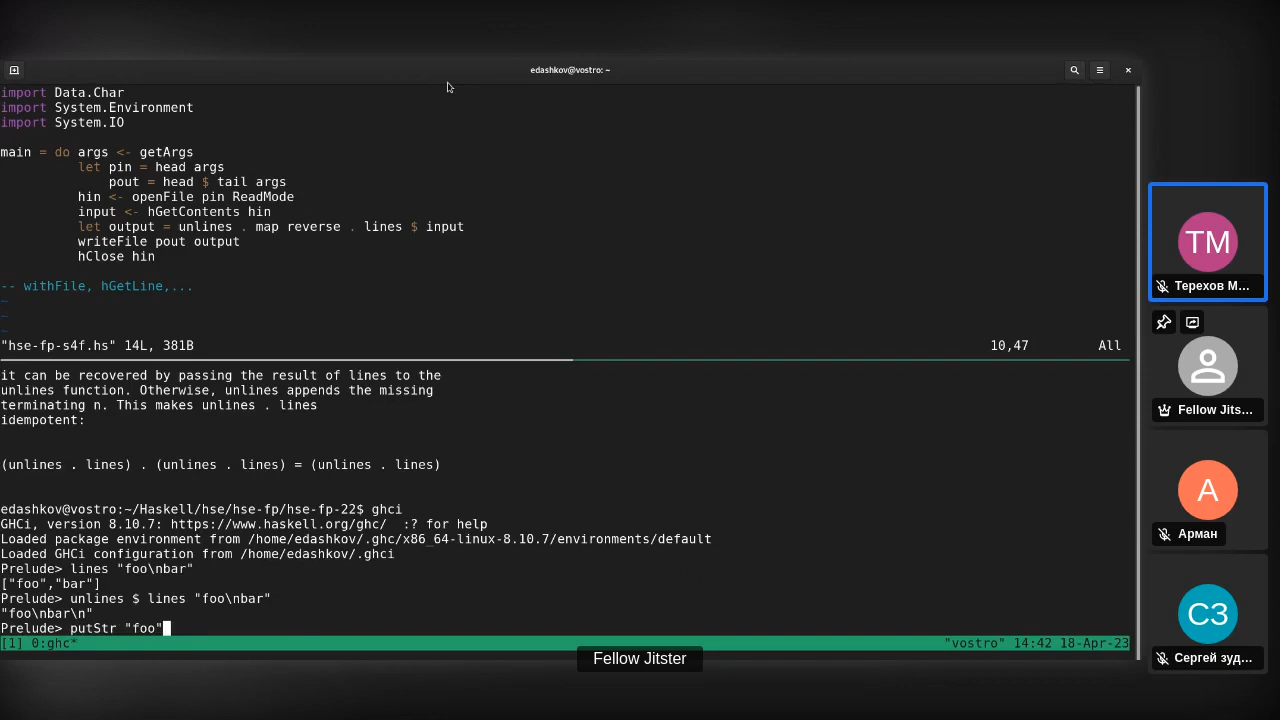 edashkov@vostro: ~
import Data.Char
import System.Environment
import System.IO
main = do args <- getArgs
let pin = head args
pout = head $ tail args
hin <- openFile pin ReadMode
input <- hGetContents hin
let output = unlines . map reverse . lines $ input
writeFile pout output
hClose hin
-- withFile, hGetLine,...
~
~
~
"hse-fp-s4f.hs" 14L, 381B 10,47 All
it can be recovered by passing the result of lines to the
unlines function. Otherwise, unlines appends the missing
terminating n. This makes unlines . lines
idempotent:
(unlines . lines) . (unlines . lines) = (unlines . lines)
edashkov@vostro:~/Haskell/hse/hse-fp/hse-fp-22$ ghci
GHCi, version 8.10.7: https://www.haskell.org/ghc/  :? for help
Loaded package environment from /home/edashkov/.ghc/x86_64-linux-8.10.7/environments/default
Loaded GHCi configuration from /home/edashkov/.ghci
Prelude> lines "foo\nbar"
["foo","bar"]
Prelude> unlines $ lines "foo\nbar"
"foo\nbar\n"
Prelude> putStr "foo"
[1] 0:ghc* "vostro" 14:42 18-Apr-23
Fellow Jitster
TM
Терехов М...
Fellow Jits...
A
Арман
СЗ
Сергей зуд...